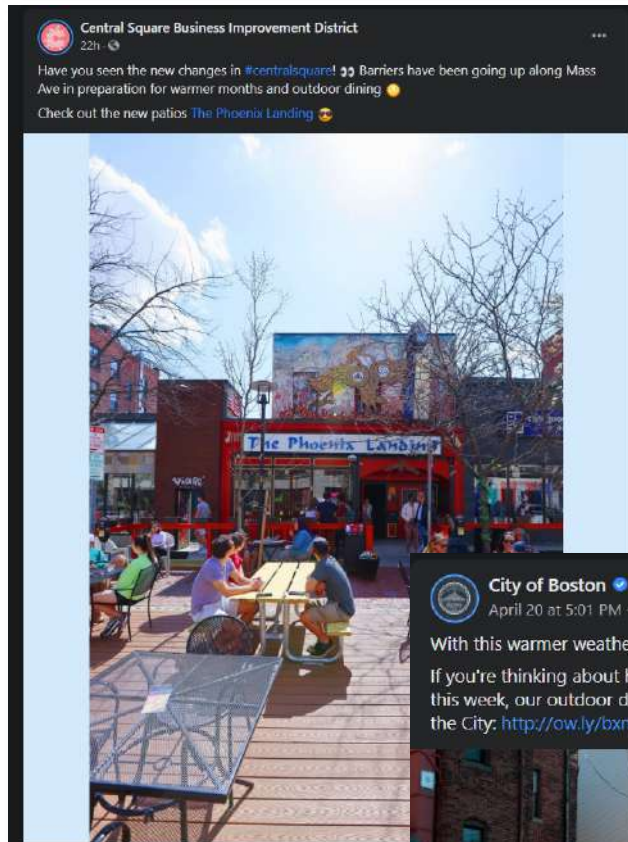 Central Square Business Improvement District
22h ·
Have you seen the new changes in #centralsquare! 👀 Barriers have been going up along Mass
Ave in preparation for warmer months and outdoor dining 🌞
Check out the new patios The Phoenix Landing 😎
The Phoenix Landing
City of Boston
April 20 at 5:01 PM ·
With this warmer weathe
If you're thinking about
this week, our outdoor d
the City: http://ow.ly/bxr